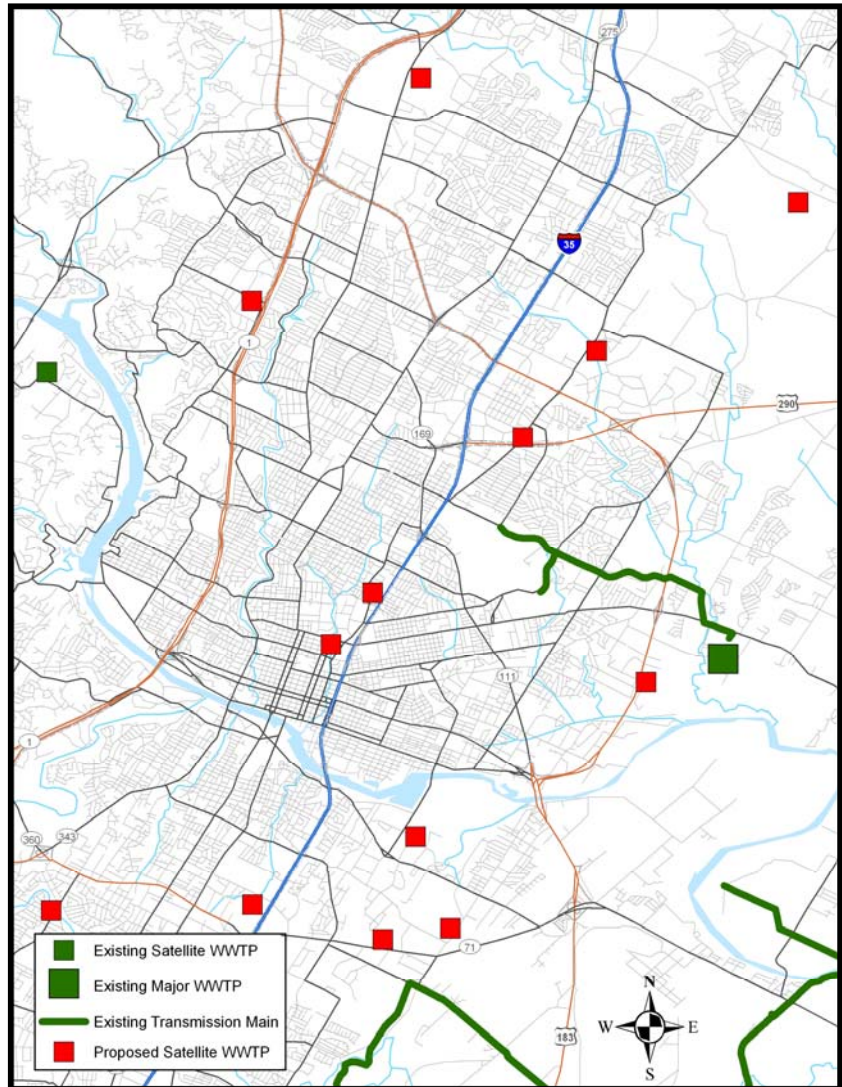 275
35
1
290
169
111
1
360
343
71
183
Existing Satellite WWTP
Existing Major WWTP
Existing Transmission Main
Proposed Satellite WWTP
N
W
E
S